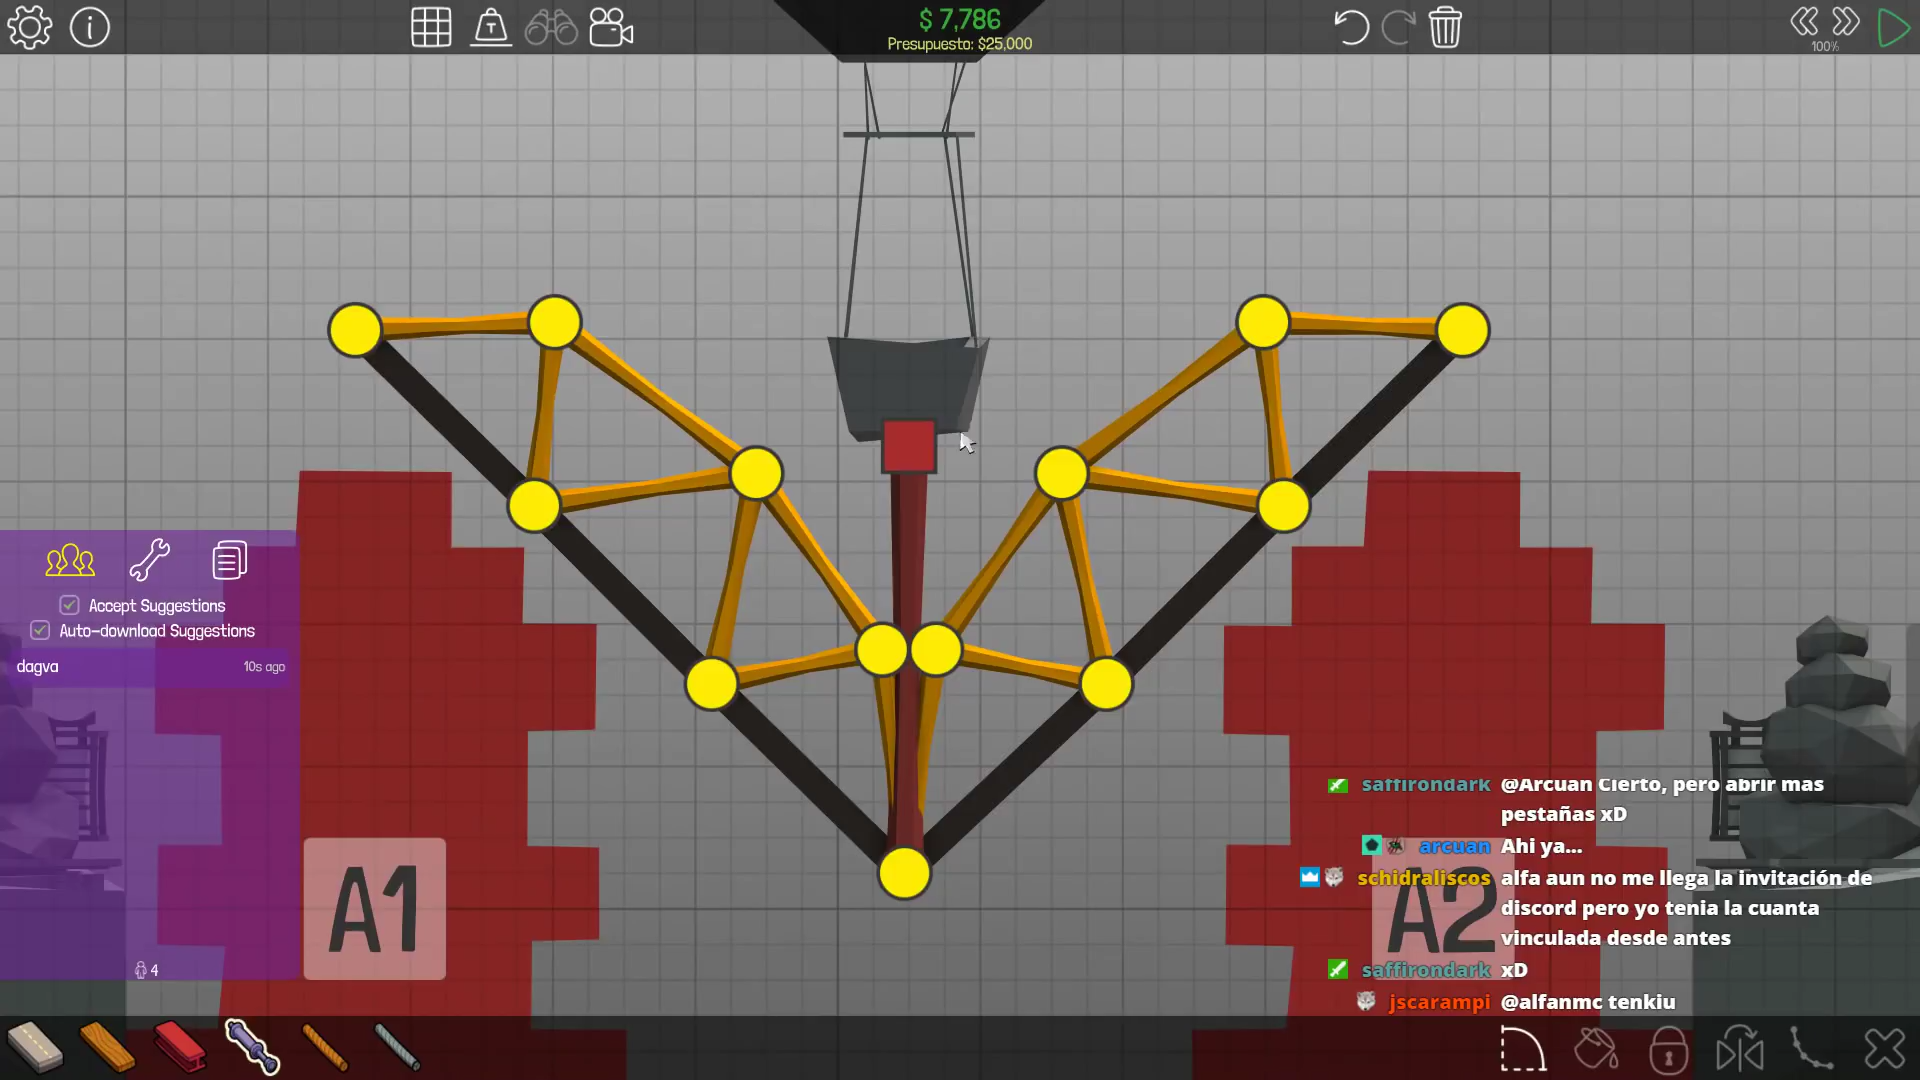 $ 7,786
Presupuesto: $25,000
100%
T
Accept Suggestions
Auto-download Suggestions
dagva 10s ago
4
A1
A2
saffirondark @Arcuan Cierto, pero abrir mas
pestañas xD
arcuan Ahi ya...
schidraliscos alfa aun no me llega la invitación de
discord pero yo tenia la cuanta
vinculada desde antes
saffirondark xD
jscarampi @alfanmc tenkiu